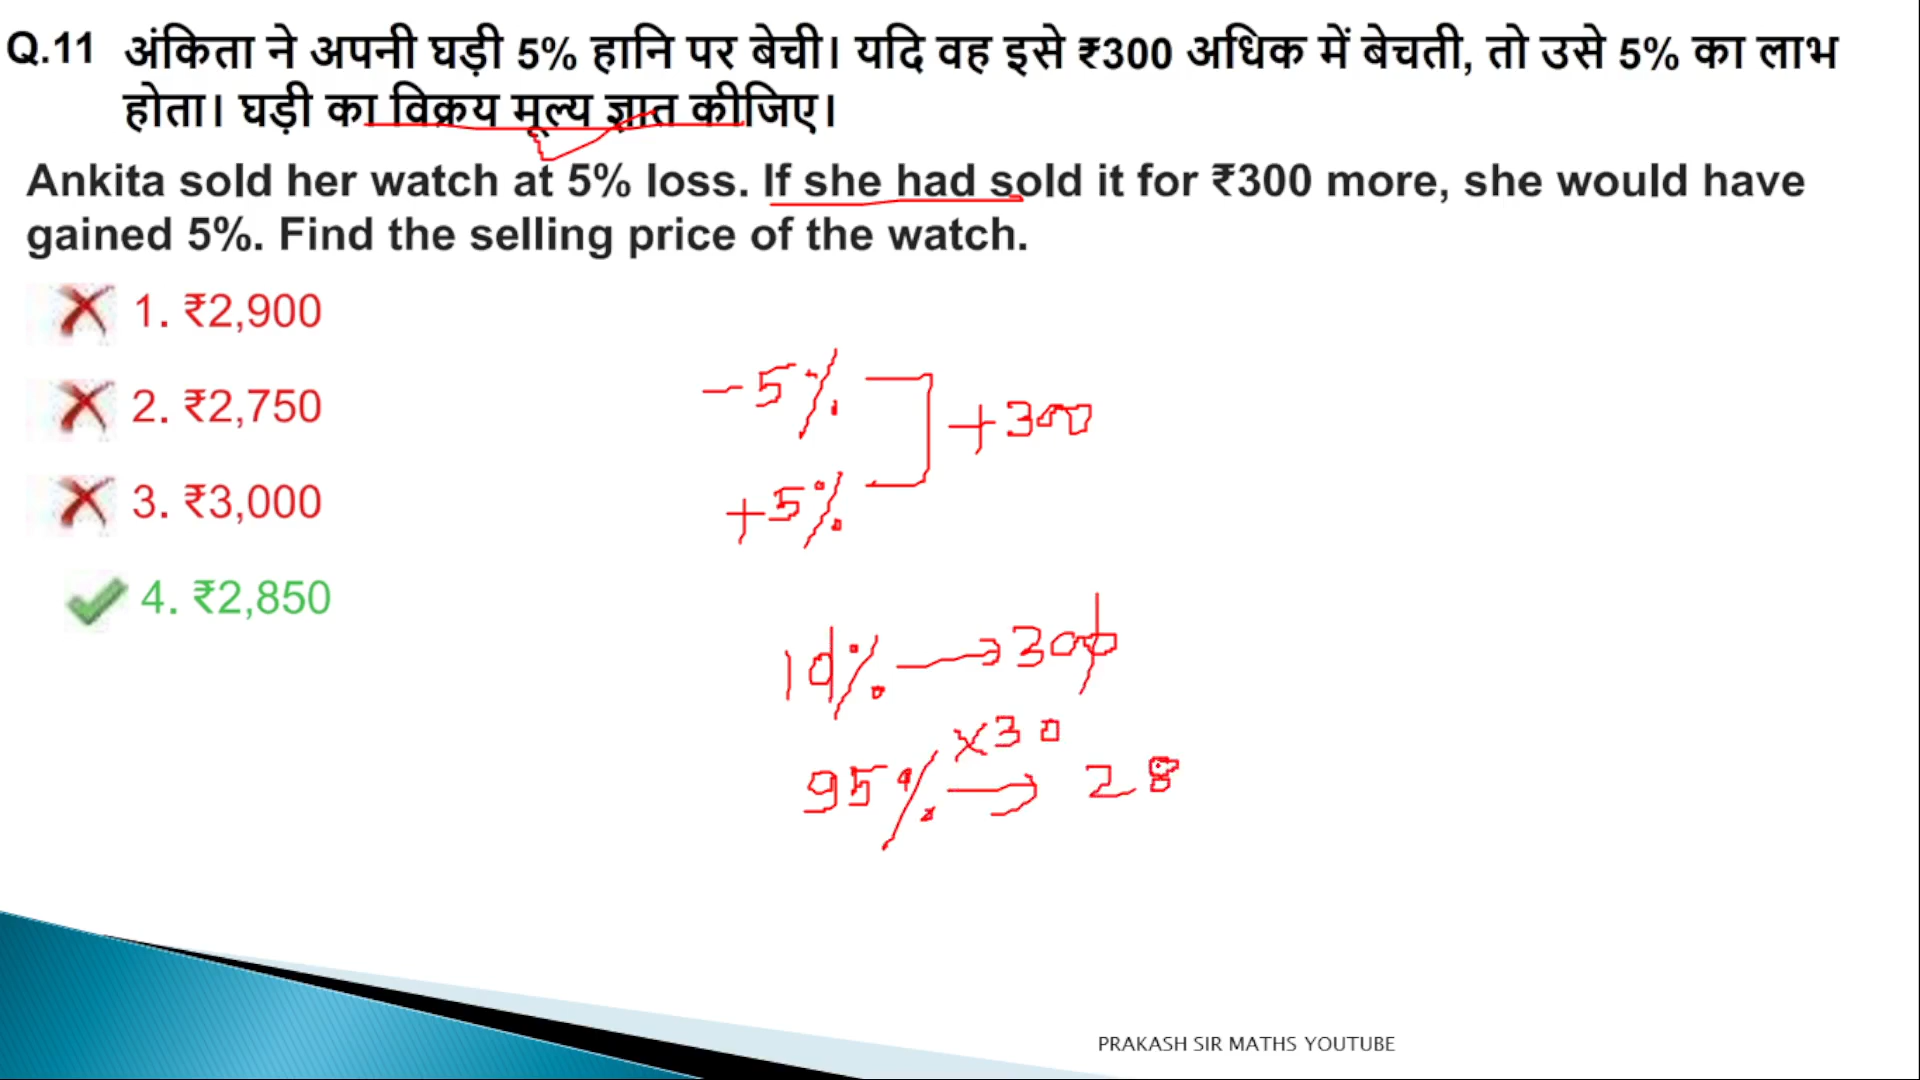 Q.11 अंकिता ने अपनी घड़ी 5% हानि पर बेची। यदि वह इसे ₹300 अधिक में बेचती, तो उसे 5% का लाभ
होता। घड़ी का विक्रय मूल्य ज्ञात कीजिए।
Ankita sold her watch at 5% loss. If she had sold it for ₹300 more, she would have
gained 5%. Find the selling price of the watch.
1. ₹2,900
2. ₹2,750
3. ₹3,000
4. ₹2,850
-5%
+300
+5%
10% → 300
×30
95% → 28
PRAKASH SIR MATHS YOUTUBE